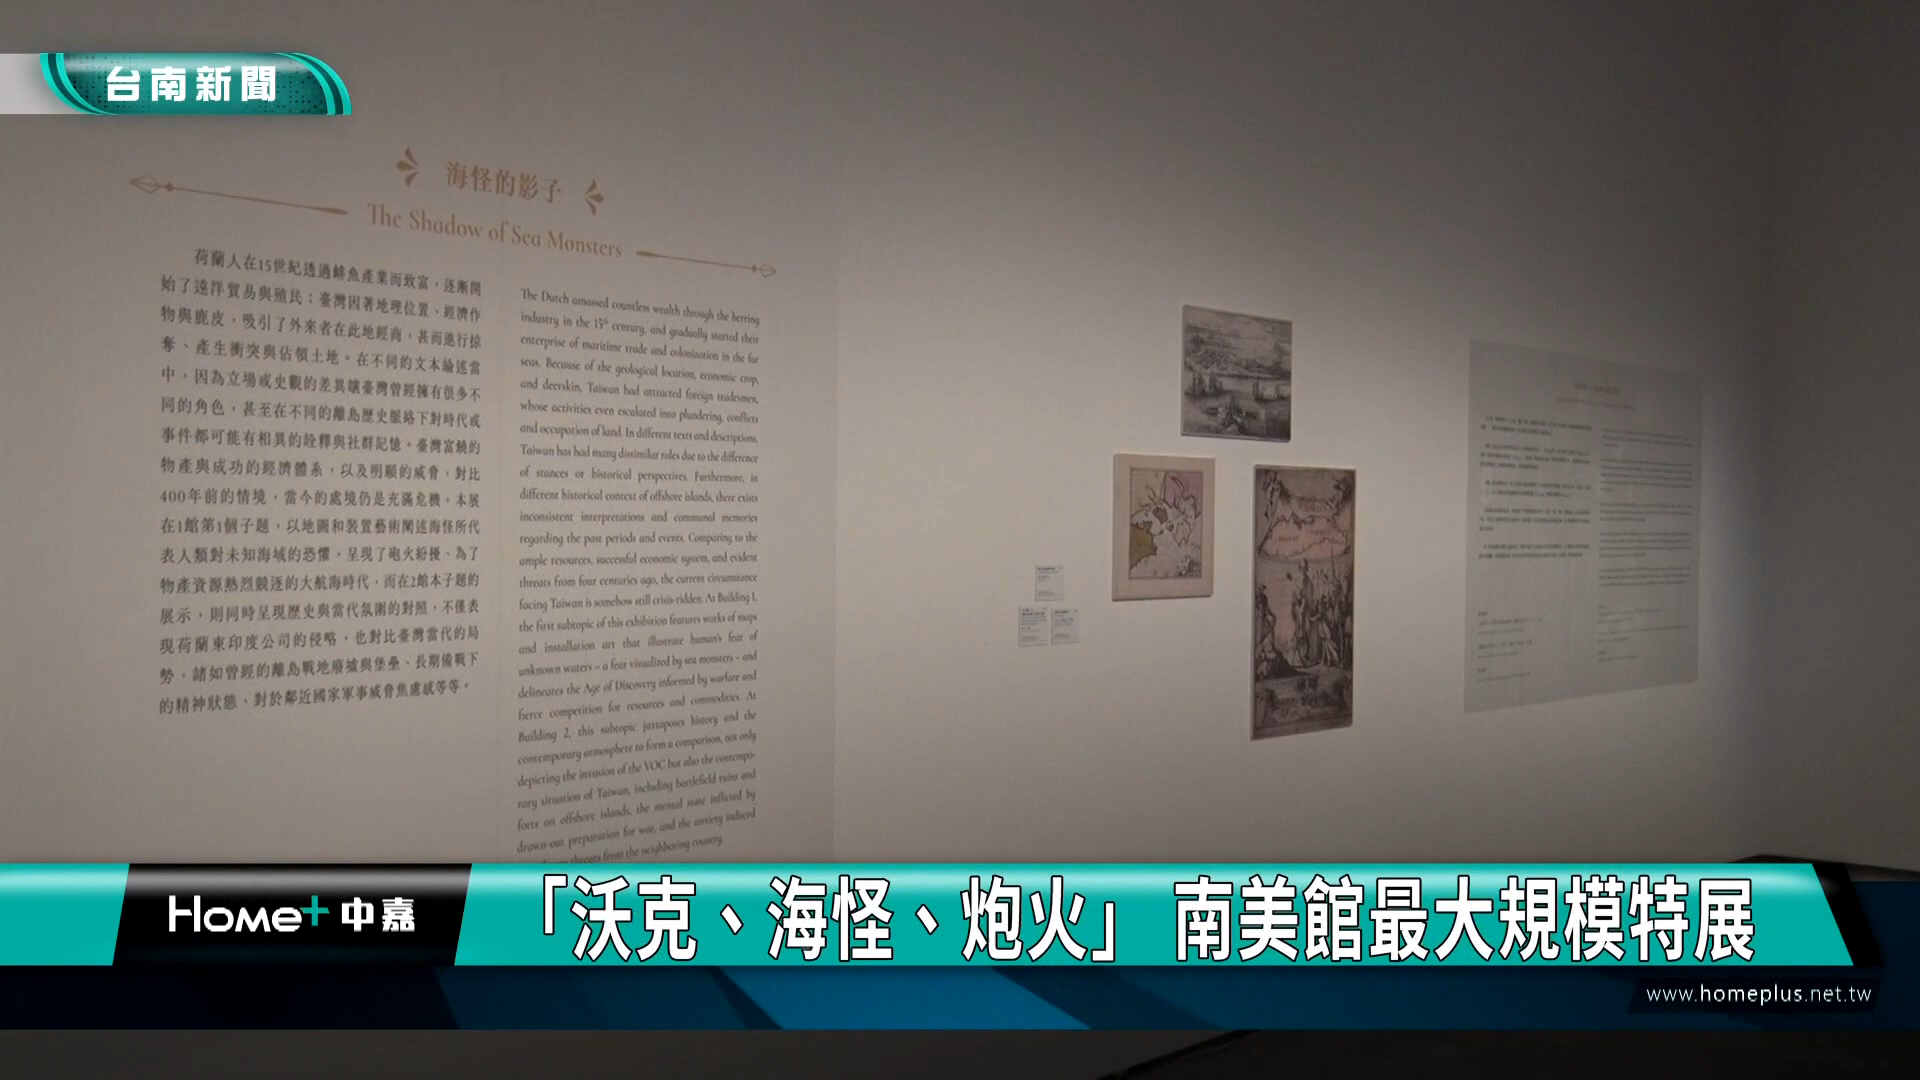 台南新聞
海怪的影子
The Shadow of Sea Monsters
荷蘭人在15世紀透過鯡魚產業而致富，逐漸開
始了遠洋貿易與殖民；臺灣因著地理位置、經濟作
物與鹿皮，吸引了外來者在此地經商，甚而進行掠
奪、產生衝突與佔領土地。在不同的文本論述當
中，因為立場或史觀的差異讓臺灣曾經擁有很多不
同的角色，甚至在不同的離島歷史脈絡下對時代或
事件都可能有相異的詮釋與社群記憶。臺灣富饒的
物產與成功的經濟體系，以及明顯的威脅，對比
400年前的情境，當今的處境仍是充滿危機。本展
在1館第1個子題，以地圖和裝置藝術闡述海怪所代
表人類對未知海域的恐懼，呈現了砲火紛擾、為了
物產資源熱烈競逐的大航海時代，而在2館本子題的
展示，則同時呈現歷史與當代氛圍的對照，不僅表
現荷蘭東印度公司的侵略，也對比臺灣當代的局
勢，諸如曾經的離島戰地廢墟與堡壘、長期備戰下
的精神狀態、對於鄰近國家軍事威脅焦慮感等等。
The Dutch amassed countless wealth through the herring
industry in the 15th century, and gradually started their
enterprise of maritime trade and colonization in the far
seas. Because of the geological location, economic crop,
and deerskin, Taiwan had attracted foreign tradesmen,
whose activities even escalated into plundering, conflicts
and occupation of land. In different texts and descriptions,
Taiwan has had many dissimilar roles due to the difference
of stances or historical perspectives. Furthermore, in
different historical context of offshore islands, there exists
inconsistent interpretations and communal memories
regarding the past periods and events. Comparing to the
ample resources, successful economic system, and evident
threats from four centuries ago, the current circumstance
facing Taiwan is somehow still crisis-ridden. At Building 1,
the first subtopic of this exhibition features works of maps
and installation art that illustrate human's fear of
unknown waters – a fear visualized by sea monsters – and
delineates the Age of Discovery informed by warfare and
fierce competition for resources and commodities. At
Building 2, this subtopic juxtaposes history and the
contemporary atmosphere to form a comparison, not only
depicting the invasion of the VOC but also the contempo-
rary situation of Taiwan, including battlefield ruins and
forts on offshore islands, the mental state inflicted by
drawn-out preparation for war, and the anxiety induced
threats from the neighboring country
Home+ 中嘉
「沃克、海怪、炮火」 南美館最大規模特展
www.homeplus.net.tw